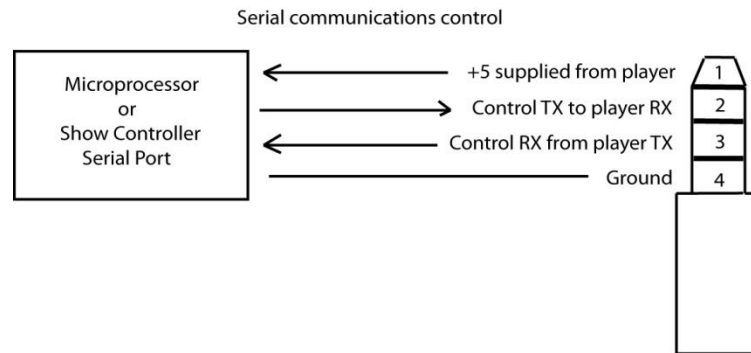 Serial communications control
Microprocessor
or
Show Controller
Serial Port
+5 supplied from player
Control TX to player RX
Control RX from player TX
Ground
1
2
3
4